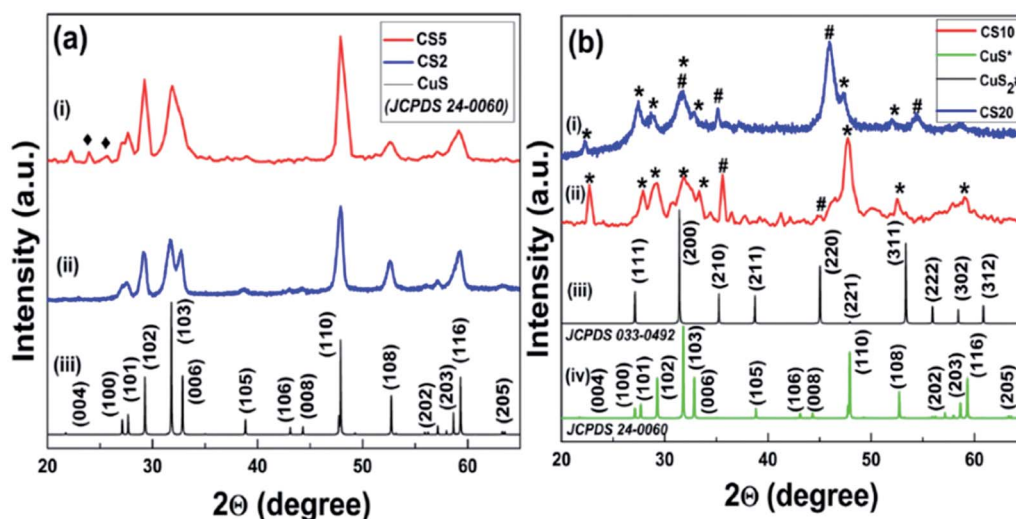 (a)
CS5
CS2
CuS
(JCPDS 24-0060)
(i)
♦ ♦
(ii)
(iii)
(004)
(100)
(101)
(102)
(103)
(006)
(105)
(106)
(008)
(110)
(108)
(202)
(203)
(116)
(205)
Intensity (a.u.)
20 30 40 50 60
2Θ (degree)
(b)
CS10
CuS*
CuS2
CS20
(i)
* * * * # * # # * * #
(ii)
* * * * * # # * * *
(iii)
(111)
(200)
(210)
(211)
(220)
(221)
(311)
(222)
(302)
(312)
JCPDS 033-0492
(iv)
(004)
(100)
(101)
(102)
(103)
(006)
(105)
(106)
(008)
(110)
(108)
(202)
(203)
(116)
(205)
JCPDS 24-0060
Intensity (a.u.)
20 30 40 50 60
2Θ (degree)